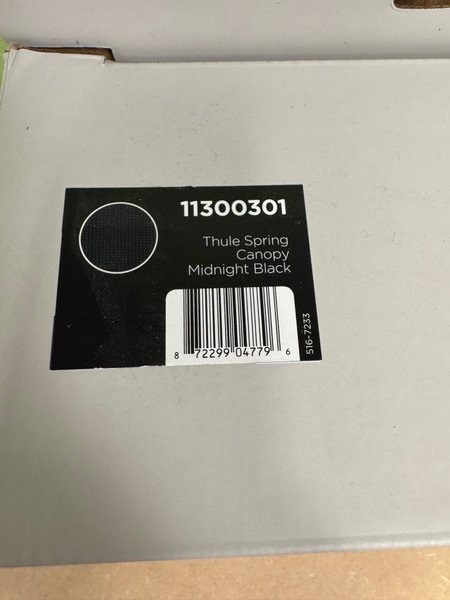 11300301
Thule Spring
Canopy
Midnight Black
8 72299 04779 6
516-7233